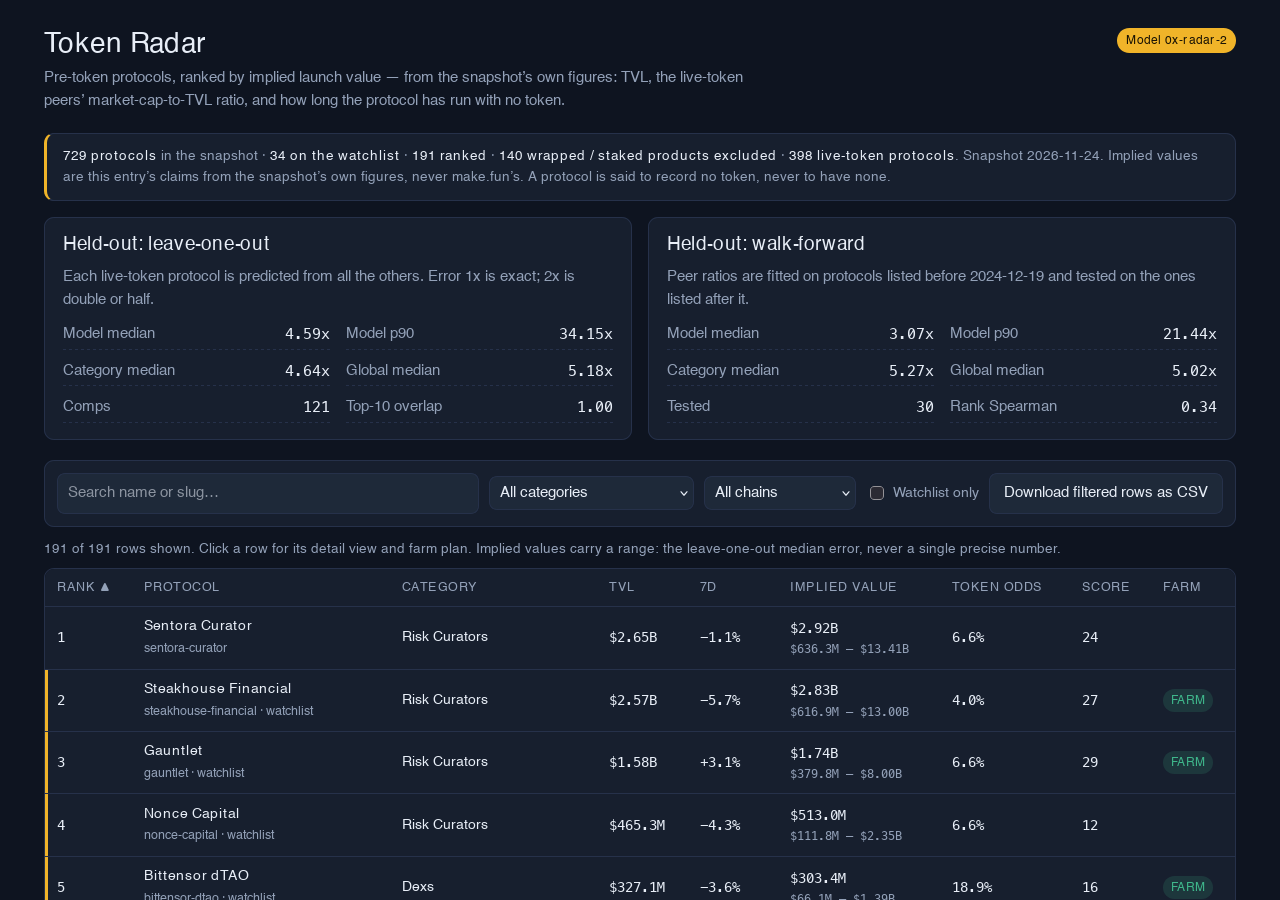 Token Radar
Model 0x-radar-2
Pre-token protocols, ranked by implied launch value — from the snapshot’s own figures: TVL, the live-token
peers’ market-cap-to-TVL ratio, and how long the protocol has run with no token.
729 protocols in the snapshot · 34 on the watchlist · 191 ranked · 140 wrapped / staked products excluded · 398 live-token protocols. Snapshot 2026-11-24. Implied values
are this entry’s claims from the snapshot’s own figures, never make.fun’s. A protocol is said to record no token, never to have none.
Held-out: leave-one-out
Each live-token protocol is predicted from all the others. Error 1x is exact; 2x is
double or half.
Model median 4.59x Model p90 34.15x
Category median 4.64x Global median 5.18x
Comps 121 Top-10 overlap 1.00
Held-out: walk-forward
Peer ratios are fitted on protocols listed before 2024-12-19 and tested on the ones
listed after it.
Model median 3.07x Model p90 21.44x
Category median 5.27x Global median 5.02x
Tested 30 Rank Spearman 0.34
Search name or slug… All categories All chains Watchlist only Download filtered rows as CSV
191 of 191 rows shown. Click a row for its detail view and farm plan. Implied values carry a range: the leave-one-out median error, never a single precise number.
RANK ▲ PROTOCOL CATEGORY TVL 7D IMPLIED VALUE TOKEN ODDS SCORE FARM
1 Sentora Curator Risk Curators $2.65B −1.1% $2.92B 6.6% 24
sentora-curator $636.3M — $13.41B
2 Steakhouse Financial Risk Curators $2.57B −5.7% $2.83B 4.0% 27 FARM
steakhouse-financial · watchlist $616.9M — $13.00B
3 Gauntlet Risk Curators $1.58B +3.1% $1.74B 6.6% 29 FARM
gauntlet · watchlist $379.8M — $8.00B
4 Nonce Capital Risk Curators $465.3M −4.3% $513.0M 6.6% 12
nonce-capital · watchlist $111.8M — $2.35B
5 Bittensor dTAO Dexs $327.1M −3.6% $303.4M 18.9% 16 FARM
bittensor-dtao · watchlist $66.1M — $1.39B